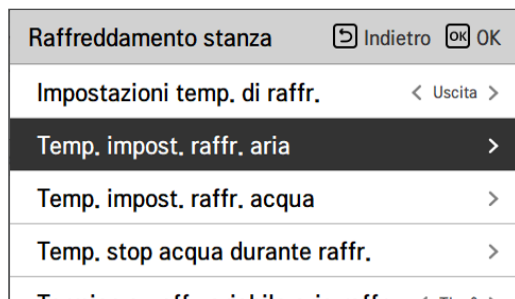 Raffreddamento stanza Indietro OK OK
Impostazioni temp. di raffr. < Uscita >
Temp. impost. raffr. aria >
Temp. impost. raffr. acqua >
Temp. stop acqua durante raffr. >